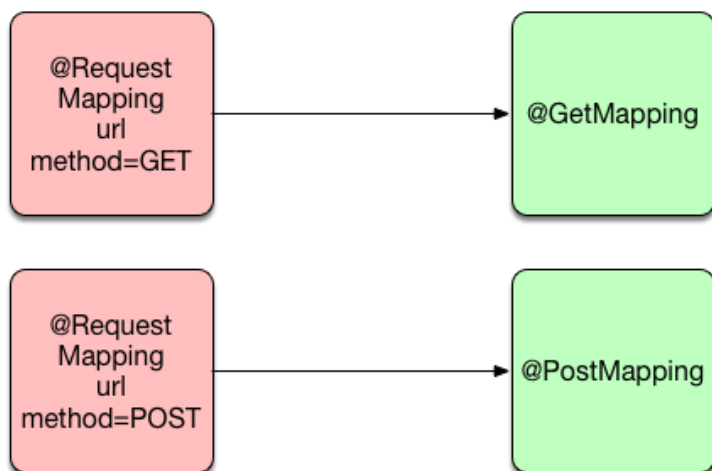 @Request
Mapping
url
method=GET
@GetMapping
@Request
Mapping
url
method=POST
@PostMapping